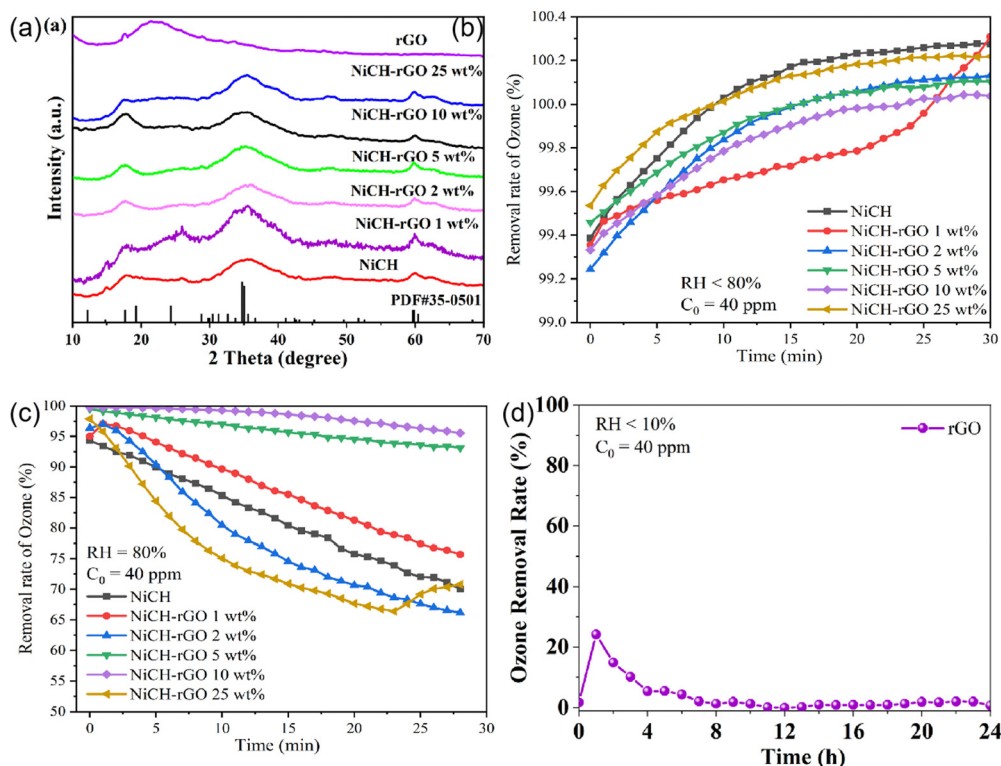 (a) (a)
rGO
NiCH-rGO 25 wt%
NiCH-rGO 10 wt%
NiCH-rGO 5 wt%
NiCH-rGO 2 wt%
NiCH-rGO 1 wt%
NiCH
PDF#35-0501
Intensity (a.u.)
10 20 30 40 50 60 70
2 Theta (degree)
(b)
100.4
100.2
100.0
99.8
99.6
99.4
99.2
99.0
Removal rate of Ozone (%)
NiCH
NiCH-rGO 1 wt%
NiCH-rGO 2 wt%
NiCH-rGO 5 wt%
NiCH-rGO 10 wt%
NiCH-rGO 25 wt%
RH < 80%
C₀ = 40 ppm
0 5 10 15 20 25 30
Time (min)
(c)
100
95
90
85
80
75
70
65
60
55
50
Removal rate of Ozone (%)
RH = 80%
C₀ = 40 ppm
NiCH
NiCH-rGO 1 wt%
NiCH-rGO 2 wt%
NiCH-rGO 5 wt%
NiCH-rGO 10 wt%
NiCH-rGO 25 wt%
0 5 10 15 20 25 30
Time (min)
(d)
100
80
60
40
20
0
Ozone Removal Rate (%)
RH < 10%
C₀ = 40 ppm
rGO
0 4 8 12 16 20 24
Time (h)